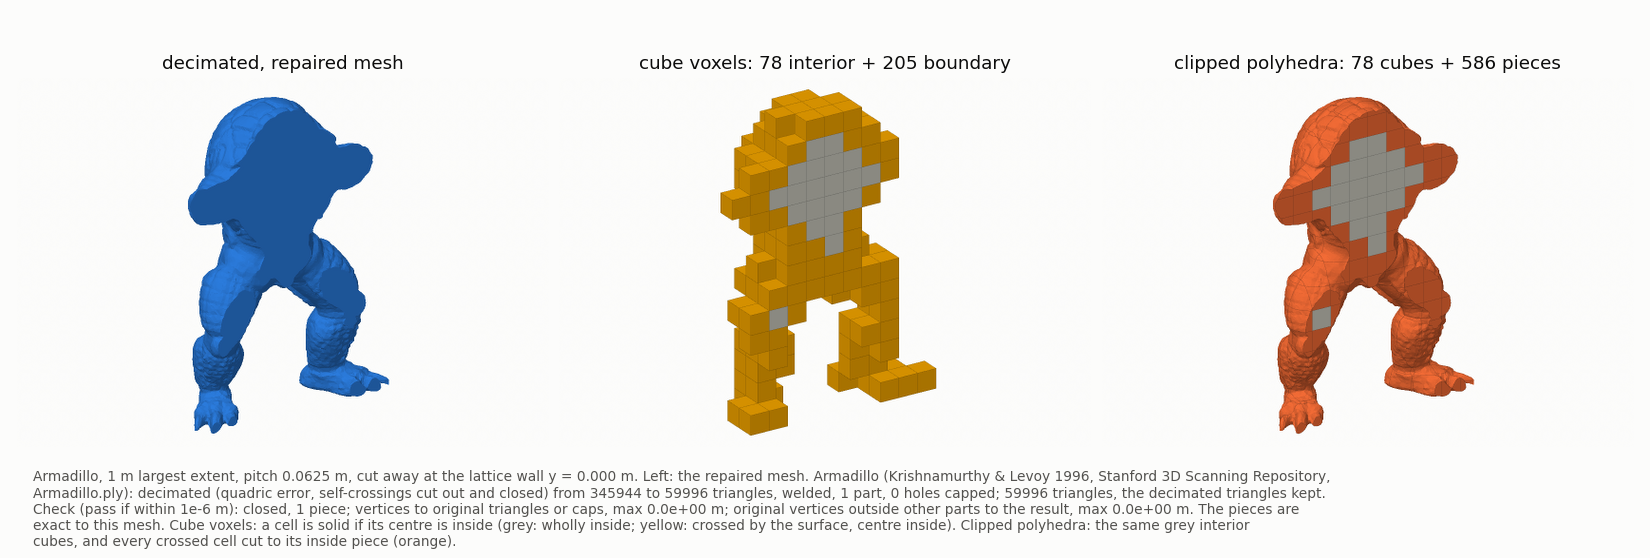 decimated, repaired mesh
cube voxels: 78 interior + 205 boundary
clipped polyhedra: 78 cubes + 586 pieces
Armadillo, 1 m largest extent, pitch 0.0625 m, cut away at the lattice wall y = 0.000 m. Left: the repaired mesh. Armadillo (Krishnamurthy & Levoy 1996, Stanford 3D Scanning Repository,
Armadillo.ply): decimated (quadric error, self-crossings cut out and closed) from 345944 to 59996 triangles, welded, 1 part, 0 holes capped; 59996 triangles, the decimated triangles kept.
Check (pass if within 1e-6 m): closed, 1 piece; vertices to original triangles or caps, max 0.0e+00 m; original vertices outside other parts to the result, max 0.0e+00 m. The pieces are
exact to this mesh. Cube voxels: a cell is solid if its centre is inside (grey: wholly inside; yellow: crossed by the surface, centre inside). Clipped polyhedra: the same grey interior
cubes, and every crossed cell cut to its inside piece (orange).